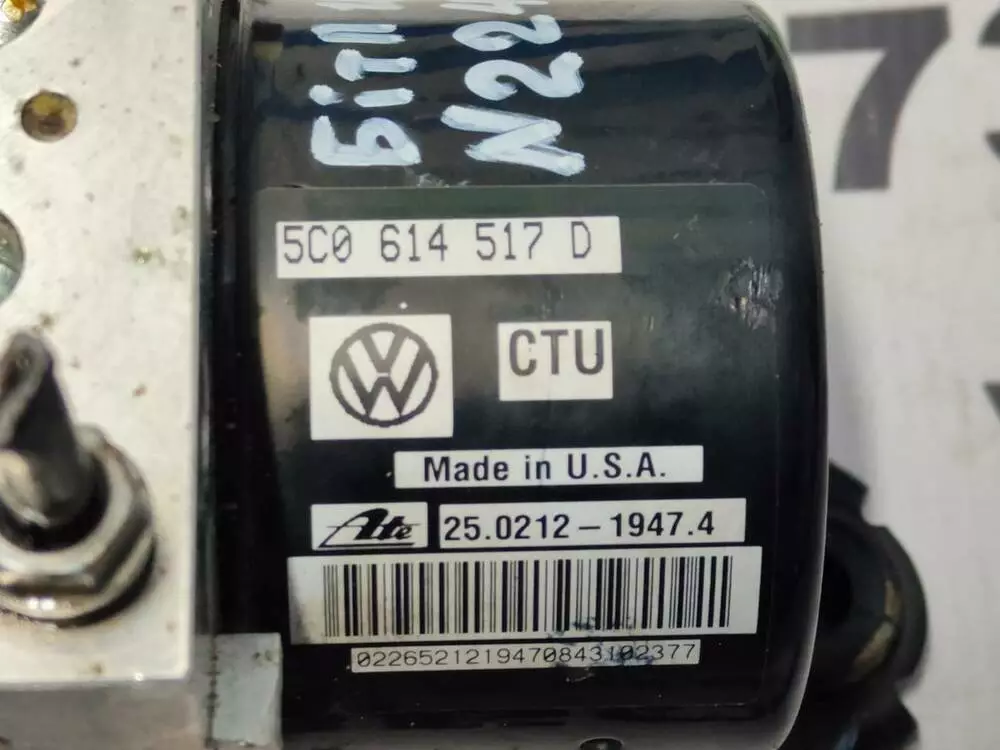 5C0 614 517 D
CTU
Made in U.S.A.
Ate 25.0212-1947.4
0226521219470843102377